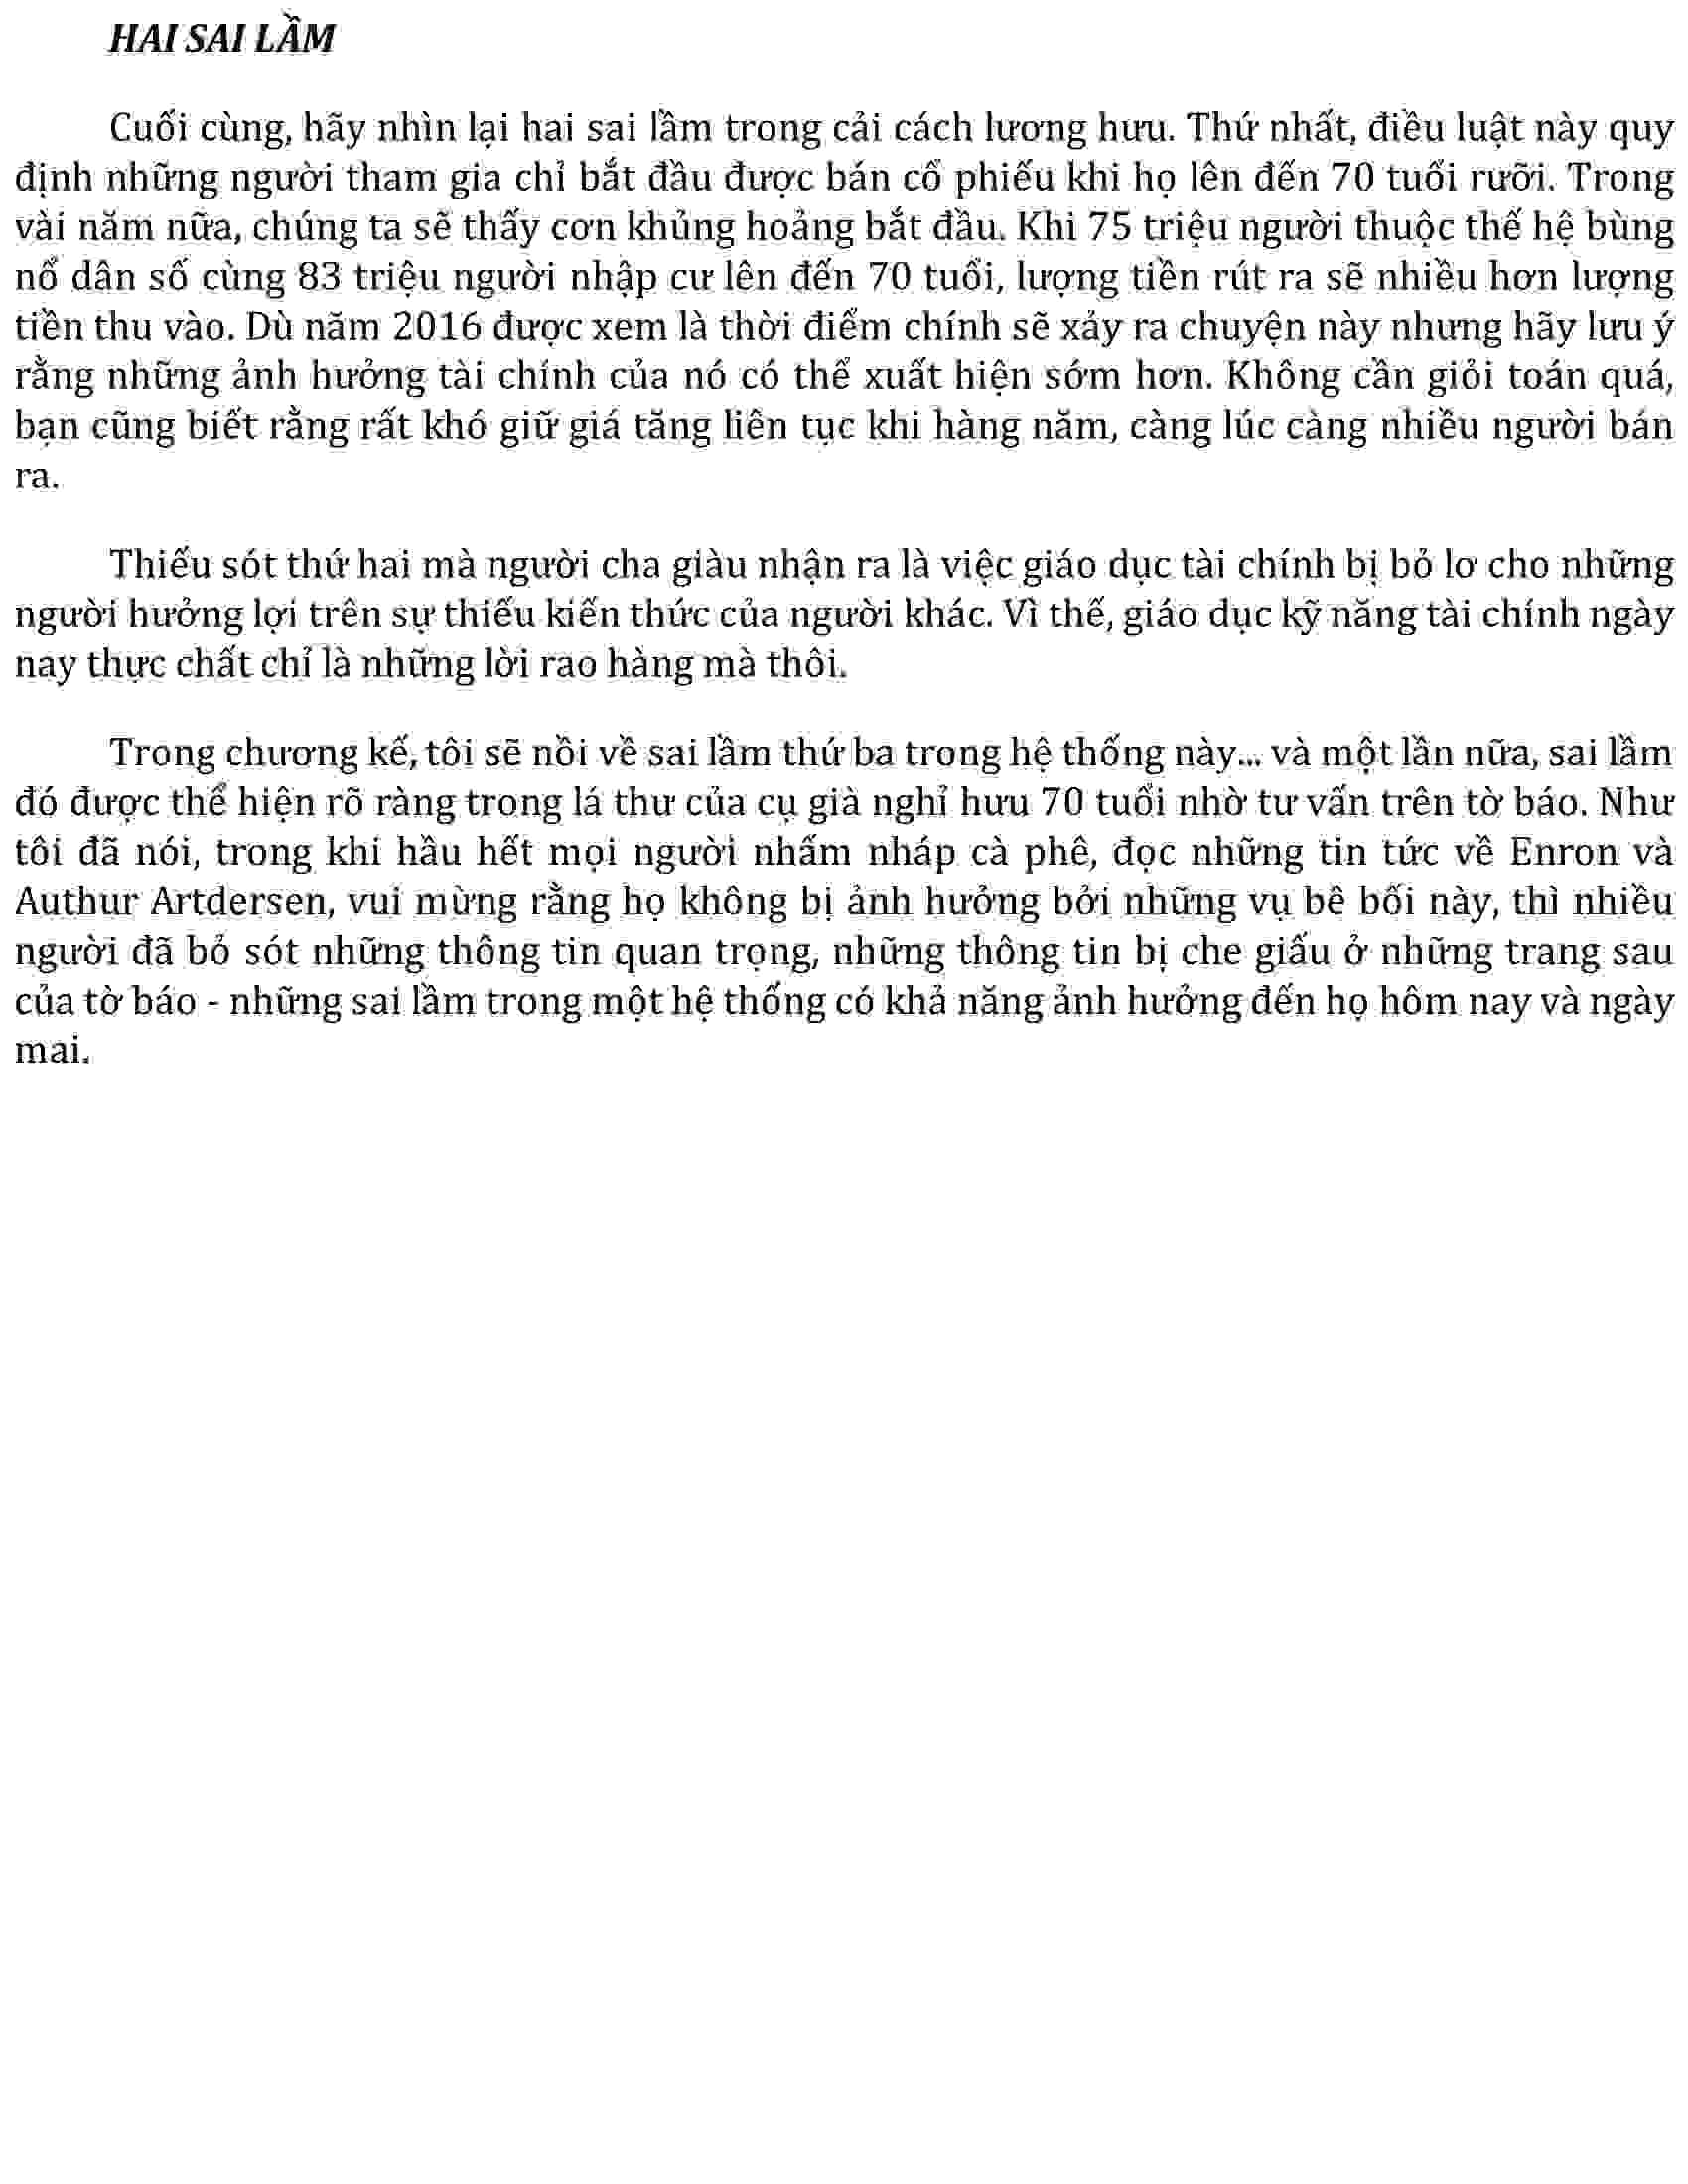 HAI SAI LẦM
Cuối cùng, hãy nhìn lại hai sai lầm trong cải cách lương hưu. Thứ nhất, điều luật này quy
định những người tham gia chỉ bắt đầu được bán cổ phiếu khi họ lên đến 70 tuổi rưỡi. Trong
vài năm nữa, chúng ta sẽ thấy cơn khủng hoảng bắt đầu. Khi 75 triệu người thuộc thế hệ bùng
nổ dân số cùng 83 triệu người nhập cư lên đến 70 tuổi, lượng tiền rút ra sẽ nhiều hơn lượng
tiền thu vào. Dù năm 2016 được xem là thời điểm chính sẽ xảy ra chuyện này nhưng hãy lưu ý
rằng những ảnh hưởng tài chính của nó có thể xuất hiện sớm hơn. Không cần giỏi toán quá,
bạn cũng biết rằng rất khó giữ giá tăng liên tục khi hàng năm, càng lúc càng nhiều người bán
ra.
Thiếu sót thứ hai mà người cha giàu nhận ra là việc giáo dục tài chính bị bỏ lơ cho những
người hưởng lợi trên sự thiếu kiến thức của người khác. Vì thế, giáo dục kỹ năng tài chính ngày
nay thực chất chỉ là những lời rao hàng mà thôi.
Trong chương kế, tôi sẽ nồi về sai lầm thứ ba trong hệ thống này... và một lần nữa, sai lầm
đó được thể hiện rõ ràng trong lá thư của cụ già nghỉ hưu 70 tuổi nhờ tư vấn trên tờ báo. Như
tôi đã nói, trong khi hầu hết mọi người nhấm nháp cà phê, đọc những tin tức về Enron và
Authur Artdersen, vui mừng rằng họ không bị ảnh hưởng bởi những vụ bê bối này, thì nhiều
người đã bỏ sót những thông tin quan trọng, những thông tin bị che giấu ở những trang sau
của tờ báo - những sai lầm trong một hệ thống có khả năng ảnh hưởng đến họ hôm nay và ngày
mai.